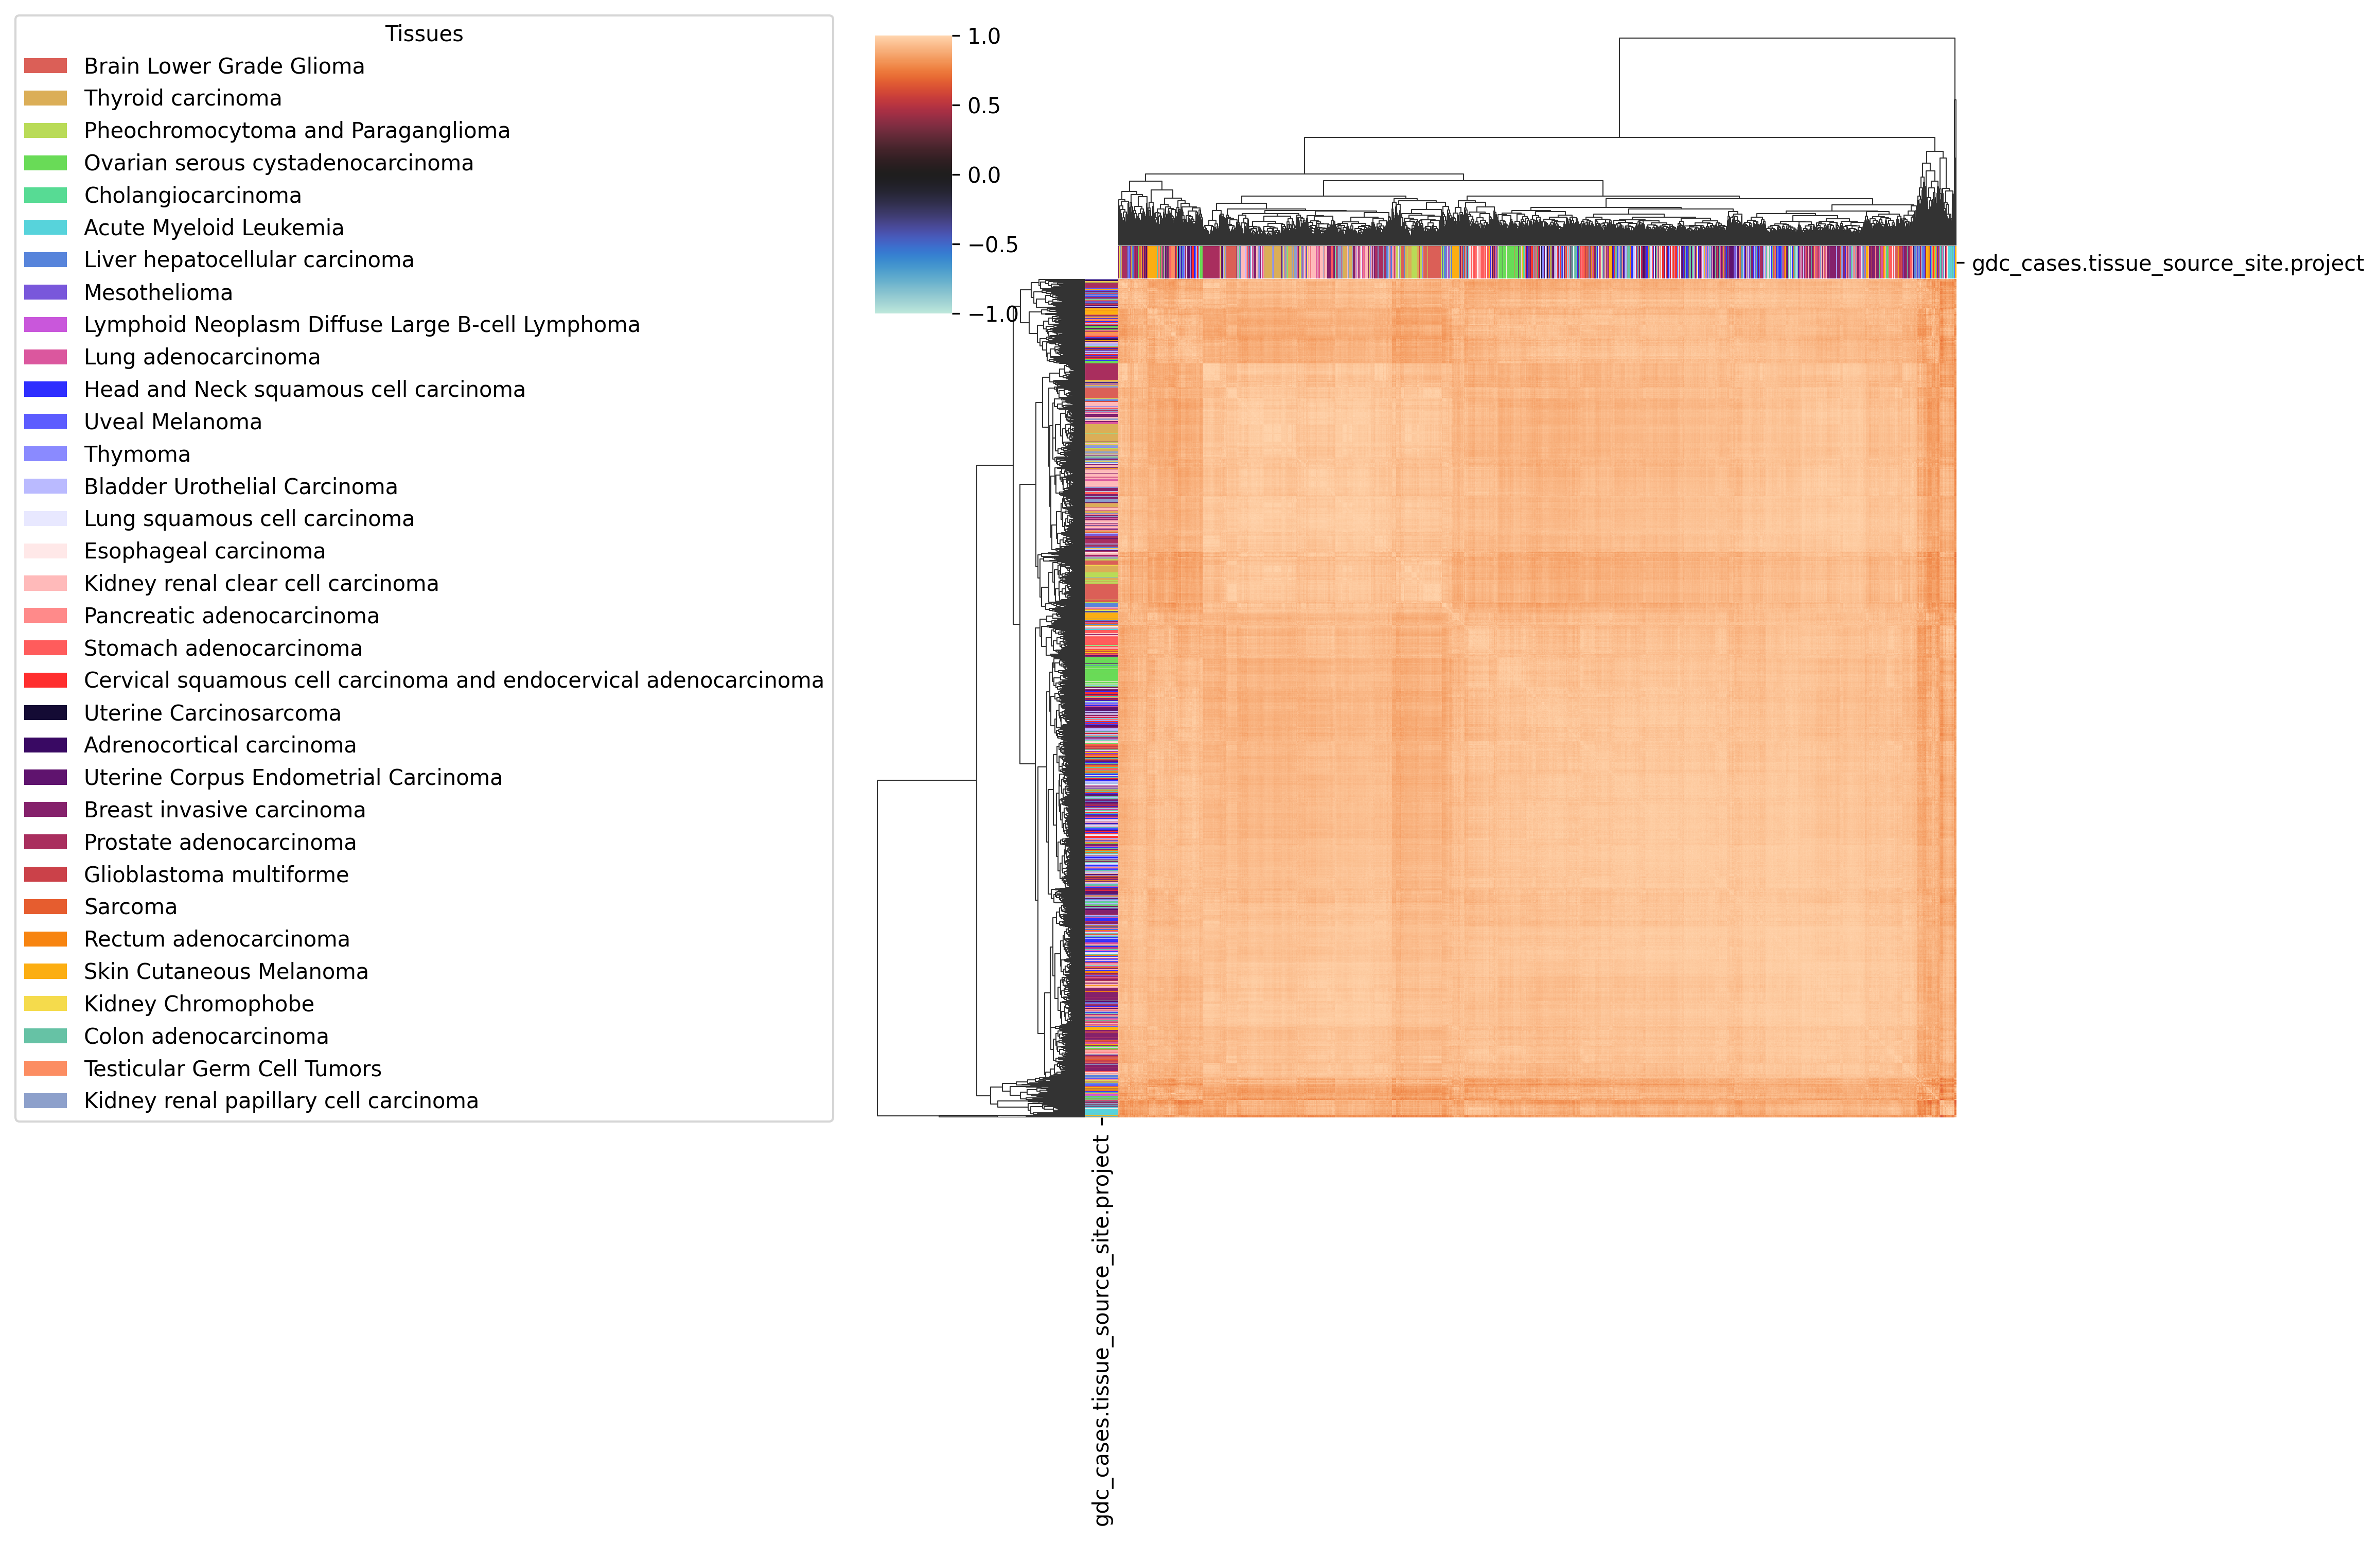 Tissues
Brain Lower Grade Glioma
Thyroid carcinoma
Pheochromocytoma and Paraganglioma
Ovarian serous cystadenocarcinoma
Cholangiocarcinoma
Acute Myeloid Leukemia
Liver hepatocellular carcinoma
Mesothelioma
Lymphoid Neoplasm Diffuse Large B-cell Lymphoma
Lung adenocarcinoma
Head and Neck squamous cell carcinoma
Uveal Melanoma
Thymoma
Bladder Urothelial Carcinoma
Lung squamous cell carcinoma
Esophageal carcinoma
Kidney renal clear cell carcinoma
Pancreatic adenocarcinoma
Stomach adenocarcinoma
Cervical squamous cell carcinoma and endocervical adenocarcinoma
Uterine Carcinosarcoma
Adrenocortical carcinoma
Uterine Corpus Endometrial Carcinoma
Breast invasive carcinoma
Prostate adenocarcinoma
Glioblastoma multiforme
Sarcoma
Rectum adenocarcinoma
Skin Cutaneous Melanoma
Kidney Chromophobe
Colon adenocarcinoma
Testicular Germ Cell Tumors
Kidney renal papillary cell carcinoma
1.0
0.5
0.0
−0.5
−1.0
gdc_cases.tissue_source_site.project
gdc_cases.tissue_source_site.project